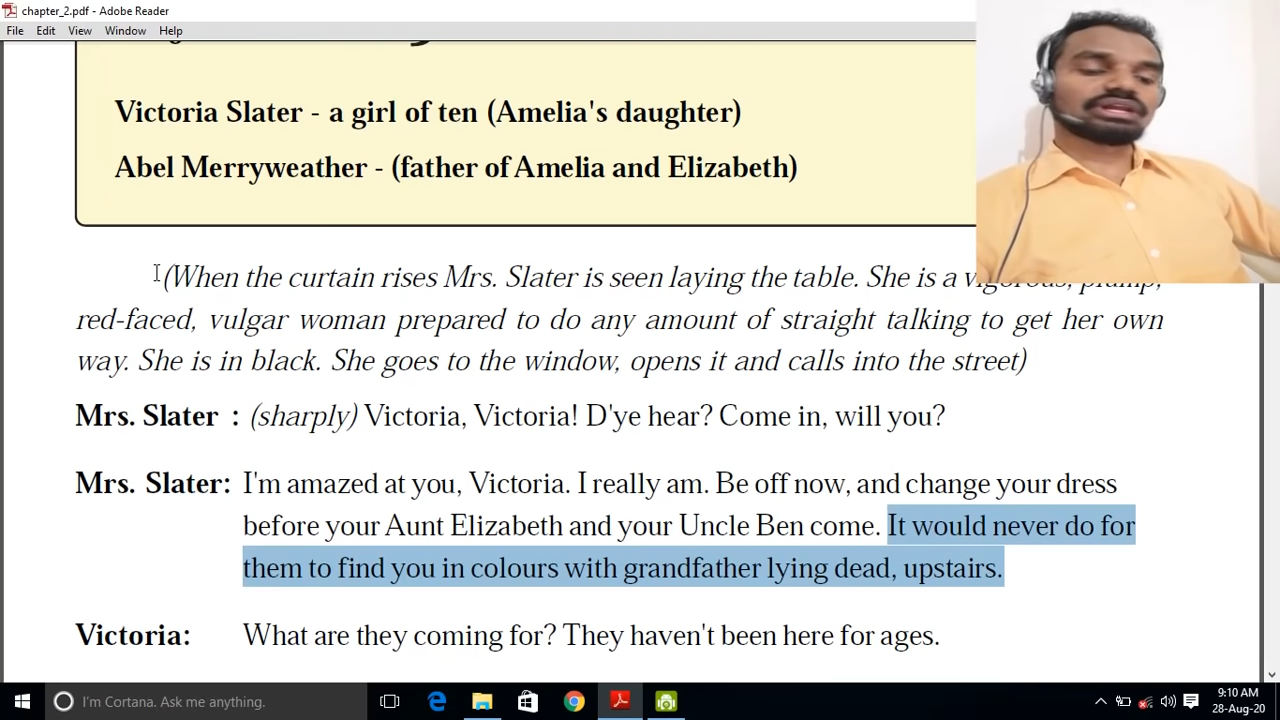 chapter_2.pdf - Adobe Reader
File Edit View Window Help
Victoria Slater - a girl of ten (Amelia's daughter)
Abel Merryweather - (father of Amelia and Elizabeth)
(When the curtain rises Mrs. Slater is seen laying the table. She is a vigorous, plump,
red-faced, vulgar woman prepared to do any amount of straight talking to get her own
way. She is in black. She goes to the window, opens it and calls into the street)
Mrs. Slater : (sharply) Victoria, Victoria! D'ye hear? Come in, will you?
Mrs. Slater: I'm amazed at you, Victoria. I really am. Be off now, and change your dress
before your Aunt Elizabeth and your Uncle Ben come. It would never do for
them to find you in colours with grandfather lying dead, upstairs.
Victoria: What are they coming for? They haven't been here for ages.
I'm Cortana. Ask me anything.
9:10 AM
28-Aug-20